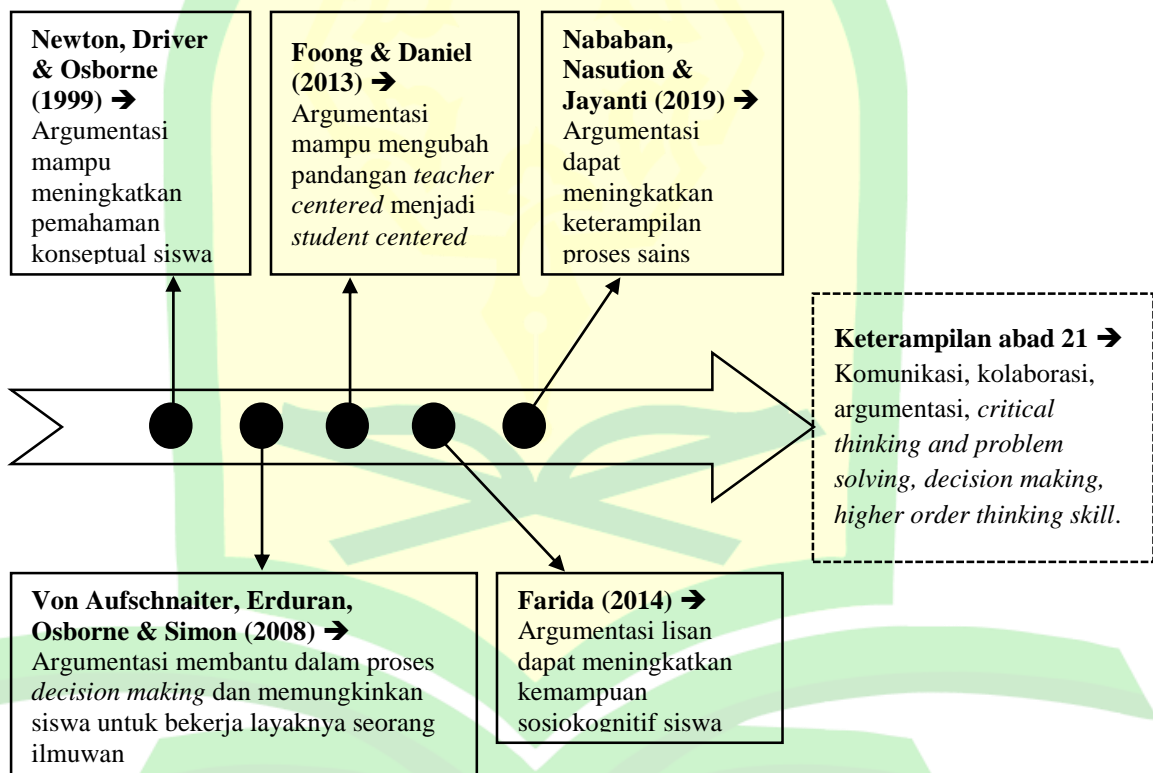 Newton, Driver
& Osborne
(1999) ➔
Argumentasi
mampu
meningkatkan
pemahaman
konseptual siswa
Foong & Daniel
(2013) ➔
Argumentasi
mampu mengubah
pandangan teacher
centered menjadi
student centered
Nababan,
Nasution &
Jayanti (2019) ➔
Argumentasi
dapat
meningkatkan
keterampilan
proses sains
Keterampilan abad 21 ➔
Komunikasi, kolaborasi,
argumentasi, critical
thinking and problem
solving, decision making,
higher order thinking skill.
Von Aufschnaiter, Erduran,
Osborne & Simon (2008) ➔
Argumentasi membantu dalam proses
decision making dan memungkinkan
siswa untuk bekerja layaknya seorang
ilmuwan
Farida (2014) ➔
Argumentasi lisan
dapat meningkatkan
kemampuan
sosiokognitif siswa